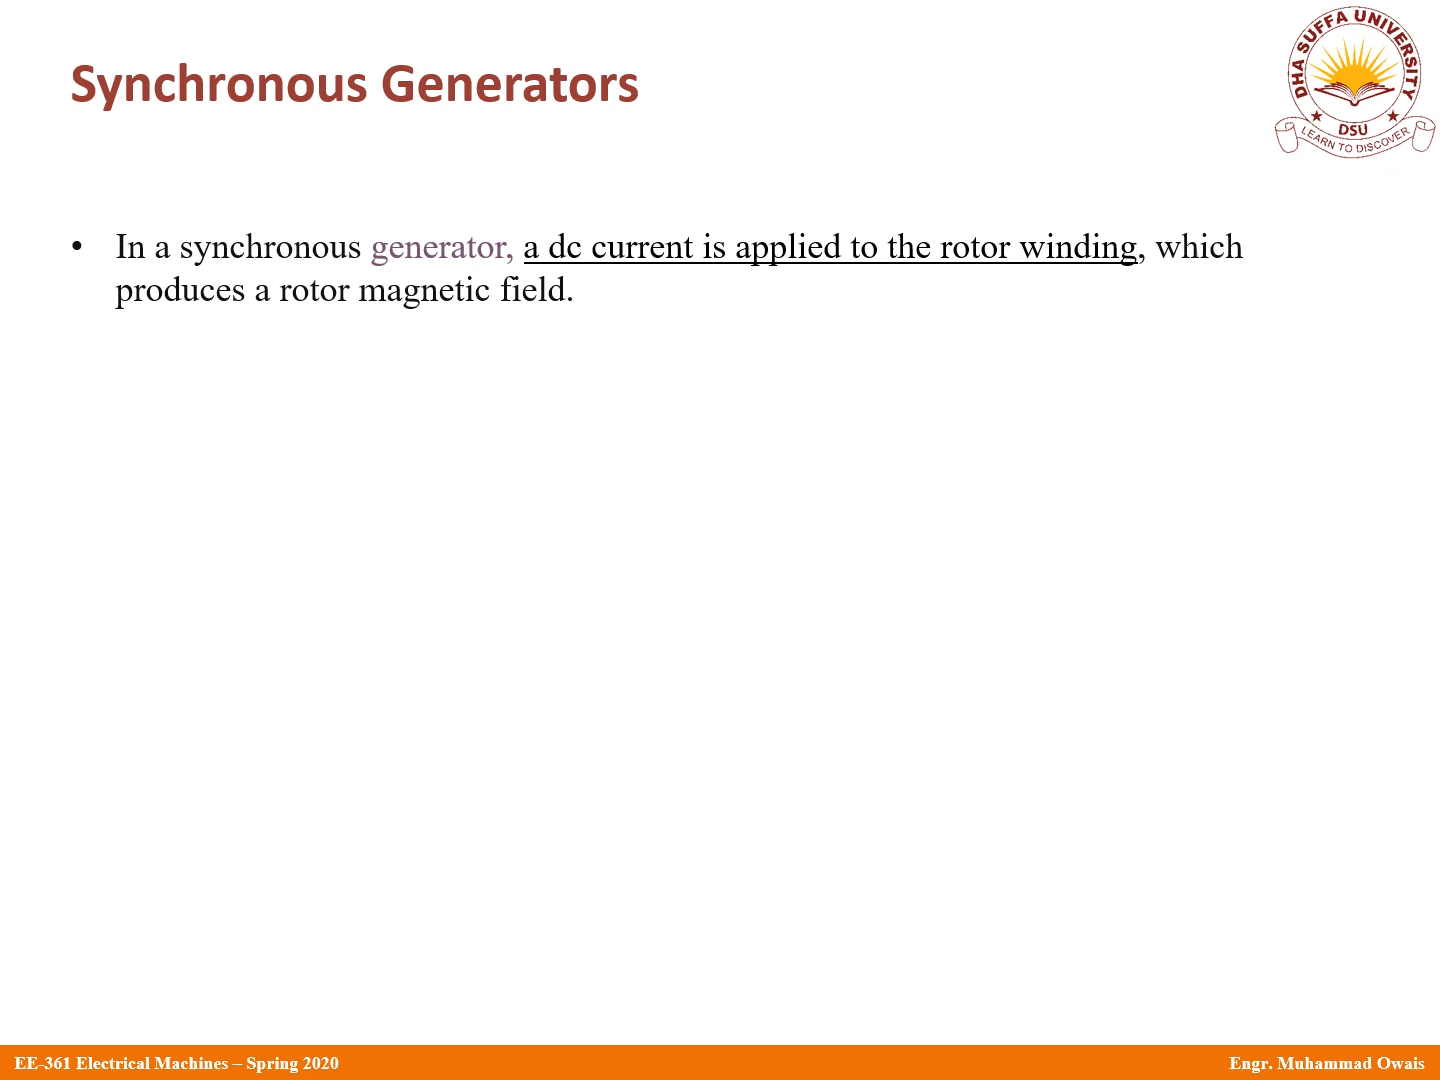 Synchronous Generators
DHA SUFFA UNIVERSITY
DSU
LEARN TO DISCOVER
• In a synchronous generator, a dc current is applied to the rotor winding, which
produces a rotor magnetic field.
EE-361 Electrical Machines – Spring 2020
Engr. Muhammad Owais